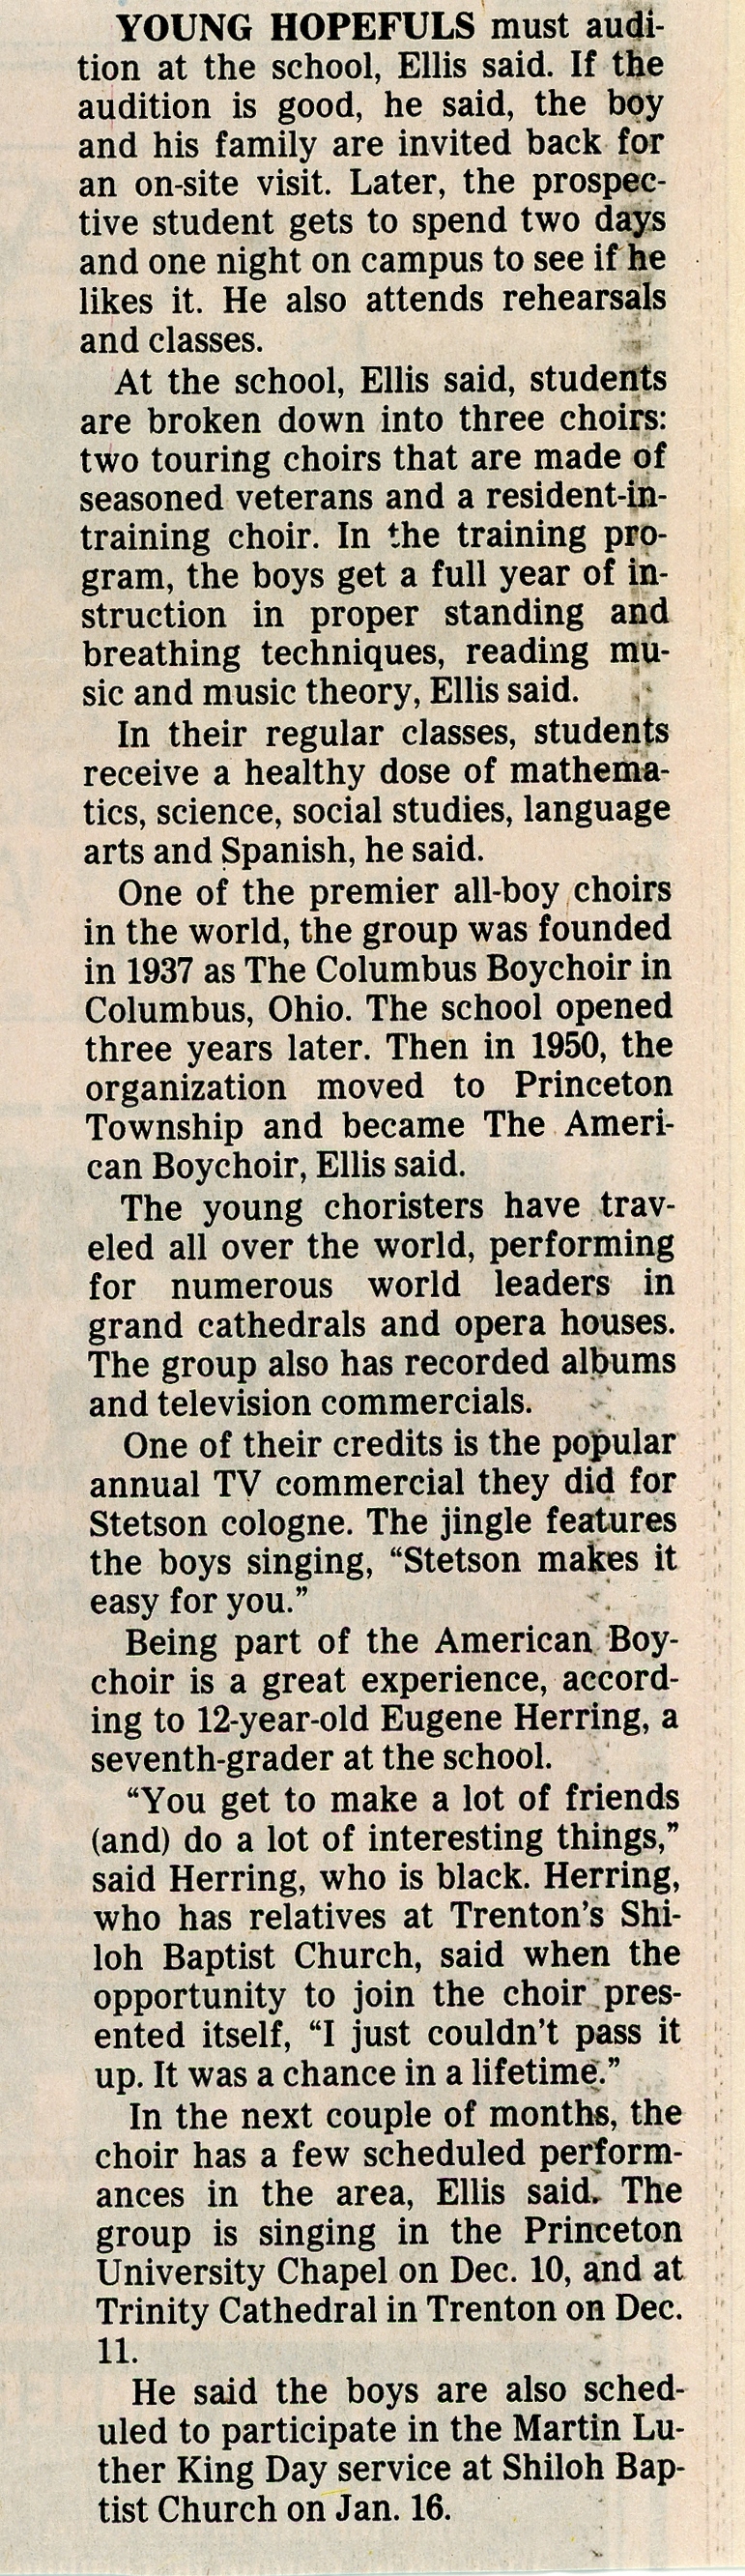 YOUNG HOPEFULS must audi-
tion at the school, Ellis said. If the
audition is good, he said, the boy
and his family are invited back for
an on-site visit. Later, the prospec-
tive student gets to spend two days
and one night on campus to see if he
likes it. He also attends rehearsals
and classes.
At the school, Ellis said, students
are broken down into three choirs:
two touring choirs that are made of
seasoned veterans and a resident-in-
training choir. In the training pro-
gram, the boys get a full year of in-
struction in proper standing and
breathing techniques, reading mu-
sic and music theory, Ellis said.
In their regular classes, students
receive a healthy dose of mathema-
tics, science, social studies, language
arts and Spanish, he said.
One of the premier all-boy choirs
in the world, the group was founded
in 1937 as The Columbus Boychoir in
Columbus, Ohio. The school opened
three years later. Then in 1950, the
organization moved to Princeton
Township and became The Ameri-
can Boychoir, Ellis said.
The young choristers have trav-
eled all over the world, performing
for numerous world leaders in
grand cathedrals and opera houses.
The group also has recorded albums
and television commercials.
One of their credits is the popular
annual TV commercial they did for
Stetson cologne. The jingle features
the boys singing, “Stetson makes it
easy for you.”
Being part of the American Boy-
choir is a great experience, accord-
ing to 12-year-old Eugene Herring, a
seventh-grader at the school.
“You get to make a lot of friends
(and) do a lot of interesting things,”
said Herring, who is black. Herring,
who has relatives at Trenton's Shi-
loh Baptist Church, said when the
opportunity to join the choir pres-
ented itself, “I just couldn't pass it
up. It was a chance in a lifetime.”
In the next couple of months, the
choir has a few scheduled perform-
ances in the area, Ellis said. The
group is singing in the Princeton
University Chapel on Dec. 10, and at
Trinity Cathedral in Trenton on Dec.
11.
He said the boys are also sched-
uled to participate in the Martin Lu-
ther King Day service at Shiloh Bap-
tist Church on Jan. 16.